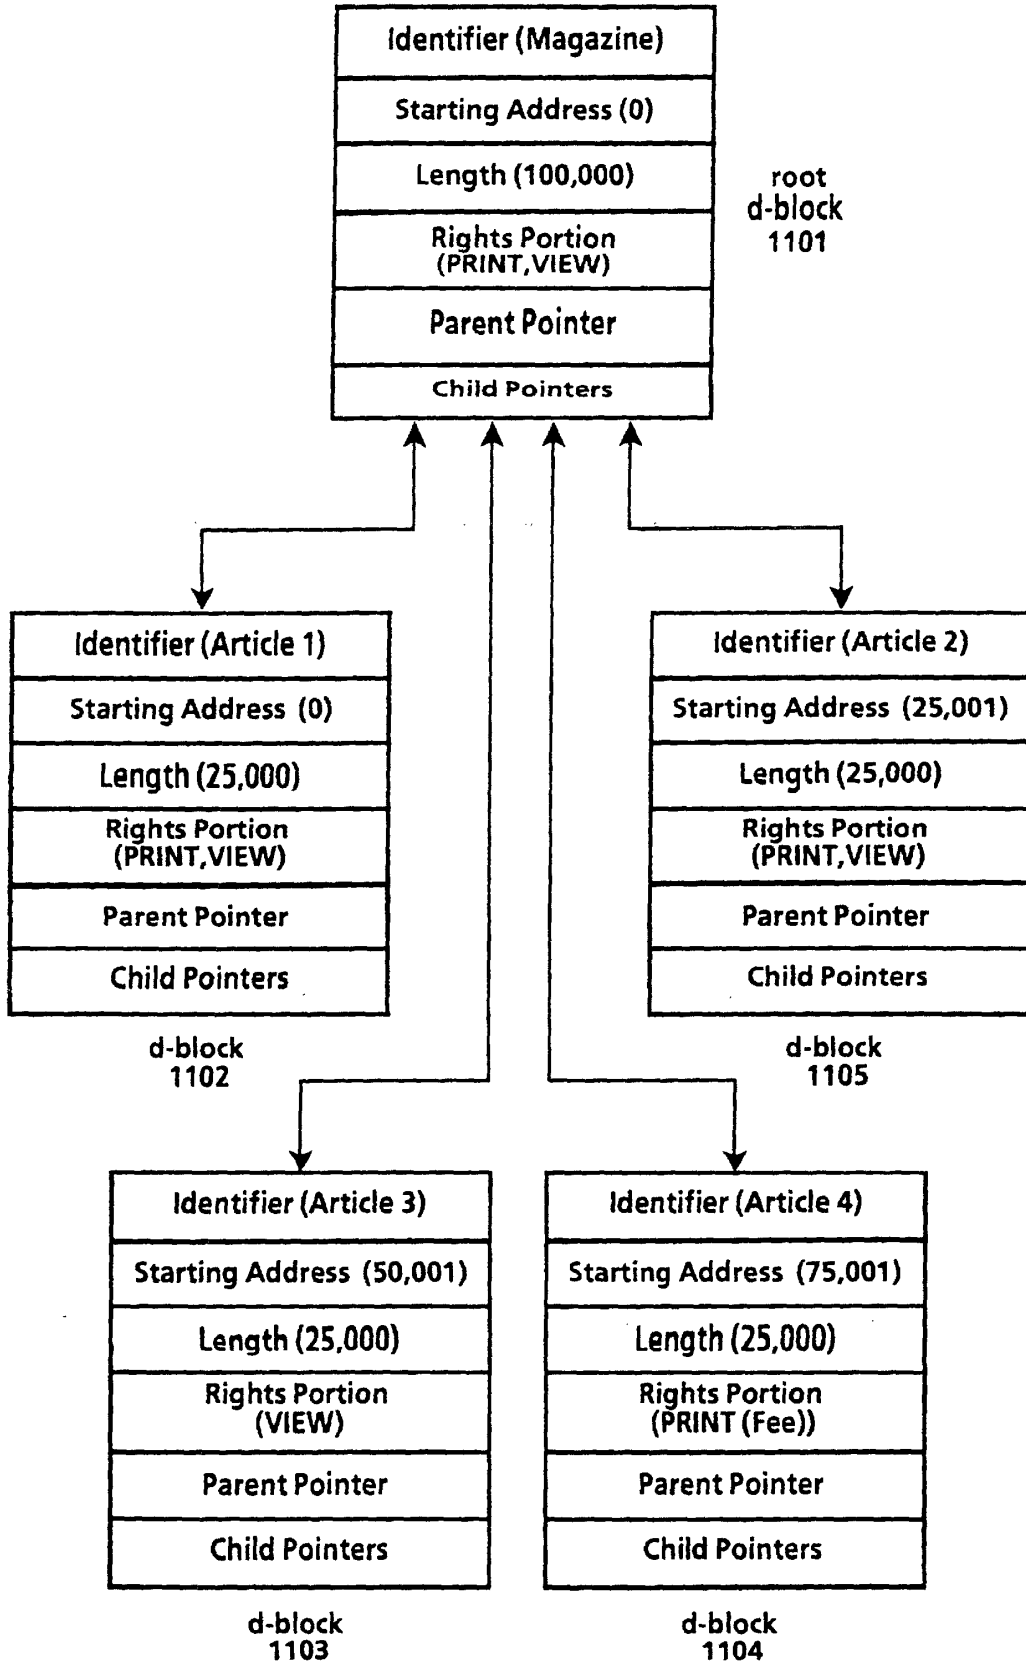 Identifier (Magazine)
Starting Address (0)
Length (100,000)
Rights Portion
(PRINT,VIEW)
Parent Pointer
Child Pointers
root
d-block
1101
Identifier (Article 1)
Starting Address (0)
Length (25,000)
Rights Portion
(PRINT,VIEW)
Parent Pointer
Child Pointers
d-block
1102
Identifier (Article 2)
Starting Address (25,001)
Length (25,000)
Rights Portion
(PRINT,VIEW)
Parent Pointer
Child Pointers
d-block
1105
Identifier (Article 3)
Starting Address (50,001)
Length (25,000)
Rights Portion
(VIEW)
Parent Pointer
Child Pointers
d-block
1103
Identifier (Article 4)
Starting Address (75,001)
Length (25,000)
Rights Portion
(PRINT (Fee))
Parent Pointer
Child Pointers
d-block
1104